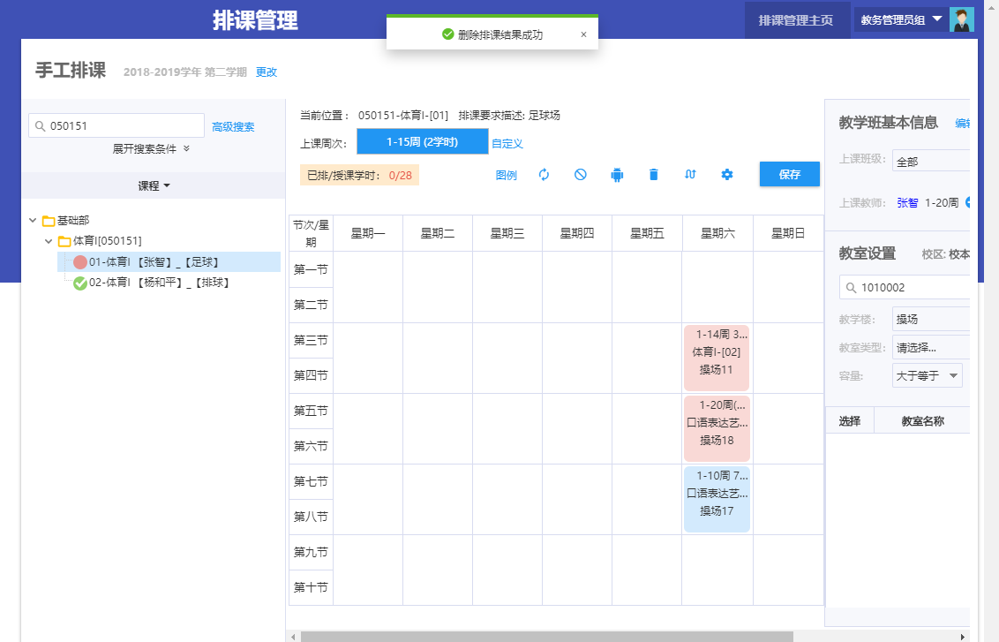 排课管理
排课管理主页
教务管理员组
删除排课结果成功
×
手工排课
2018-2019学年 第二学期
更改
050151
高级搜索
展开搜索条件
课程
基础部
体育Ⅰ[050151]
01-体育Ⅰ 【张智】_【足球】
02-体育Ⅰ 【杨和平】_【排球】
当前位置： 050151-体育Ⅰ-[01] 排课要求描述: 足球场
上课周次： 1-15周 (2学时) 自定义
已排/授课学时： 0/28
图例
保存
节次/星期 星期一 星期二 星期三 星期四 星期五 星期六 星期日
第一节
第二节
第三节
第四节
第五节
第六节
第七节
第八节
第九节
第十节
1-14周 3...
体育Ⅰ-[02]
操场11
1-20周(...
口语表达艺...
操场18
1-10周 7...
口语表达艺...
操场17
教学班基本信息
编辑
上课班级: 全部
上课教师: 张智 1-20周
教室设置
校区: 校本
1010002
教学楼: 操场
教室类型: 请选择...
容量: 大于等于
选择 教室名称